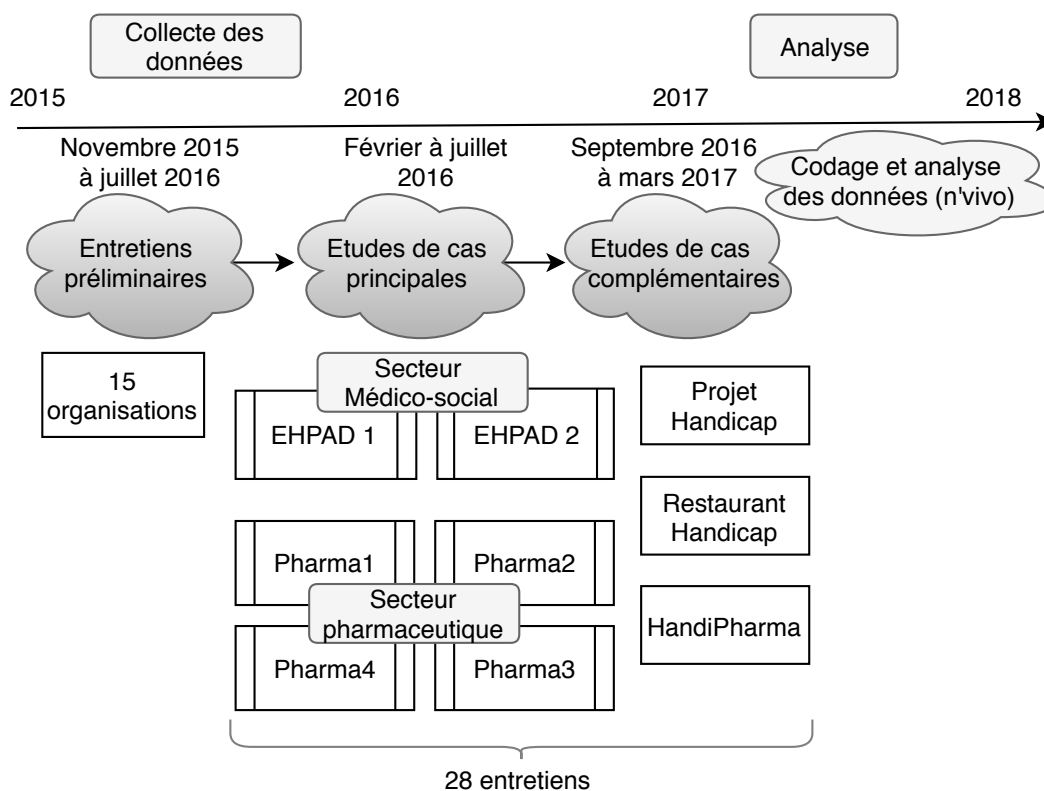 Collecte des
données
Analyse
2015
2016
2017
2018
Novembre 2015
à juillet 2016
Février à juillet
2016
Septembre 2016
à mars 2017
Codage et analyse
des données (n'vivo)
Entretiens
préliminaires
Etudes de cas
principales
Etudes de cas
complémentaires
15
organisations
Secteur
Médico-social
EHPAD 1
EHPAD 2
Projet
Handicap
Restaurant
Handicap
Pharma1
Pharma2
Secteur
pharmaceutique
HandiPharma
Pharma4
Pharma3
28 entretiens